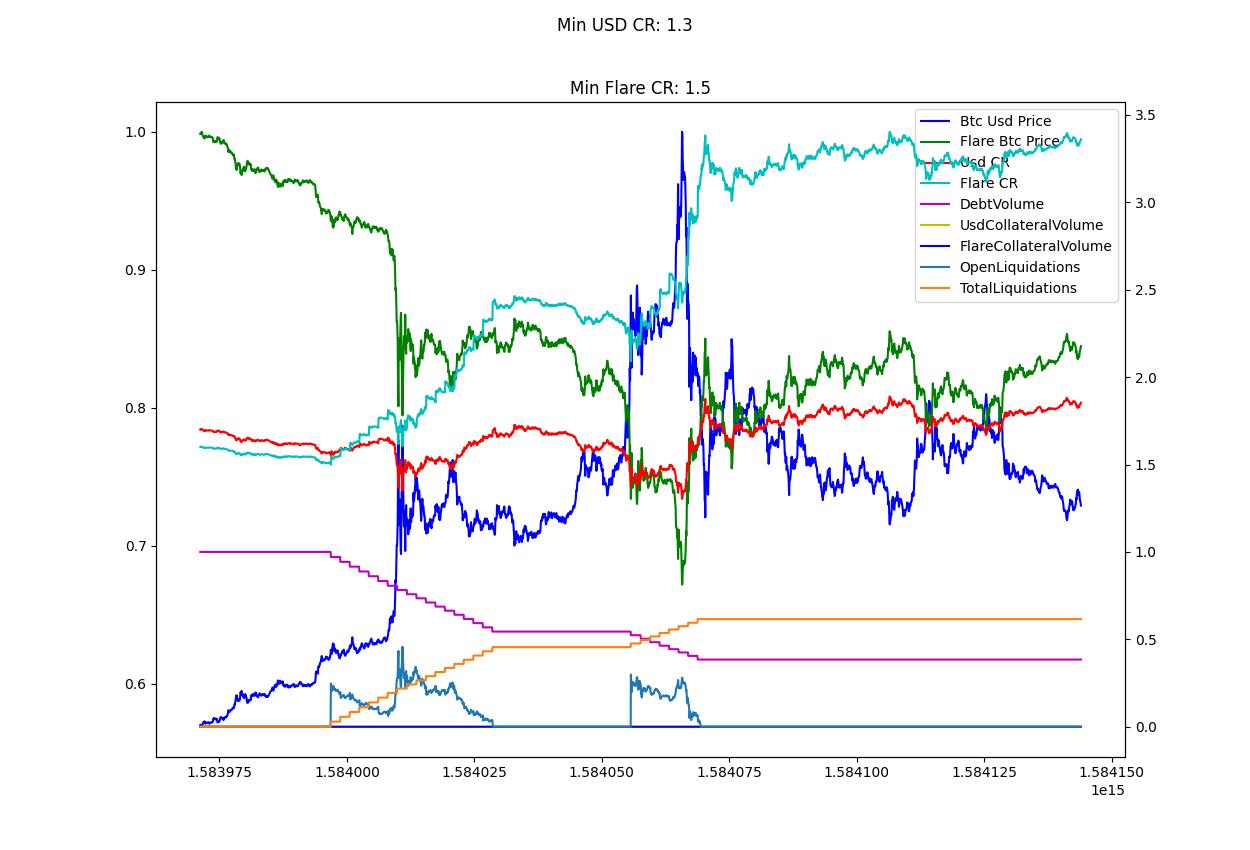 Min USD CR: 1.3
Min Flare CR: 1.5
Btc Usd Price
Flare Btc Price
Usd CR
Flare CR
DebtVolume
UsdCollateralVolume
FlareCollateralVolume
OpenLiquidations
TotalLiquidations
1.0
0.9
0.8
0.7
0.6
3.5
3.0
2.5
2.0
1.5
1.0
0.5
0.0
1.583975 1.584000 1.584025 1.584050 1.584075 1.584100 1.584125 1.584150
1e15